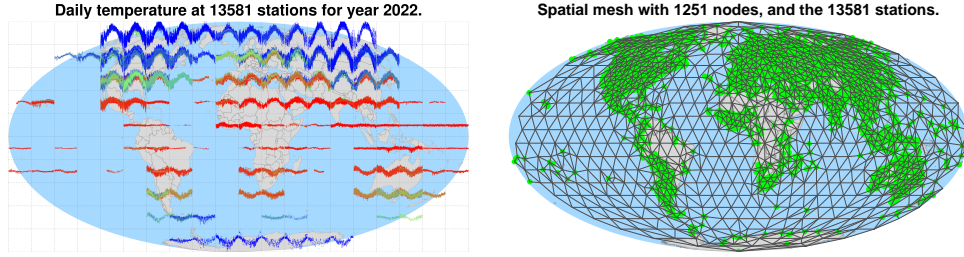 Daily temperature at 13581 stations for year 2022.
Spatial mesh with 1251 nodes, and the 13581 stations.